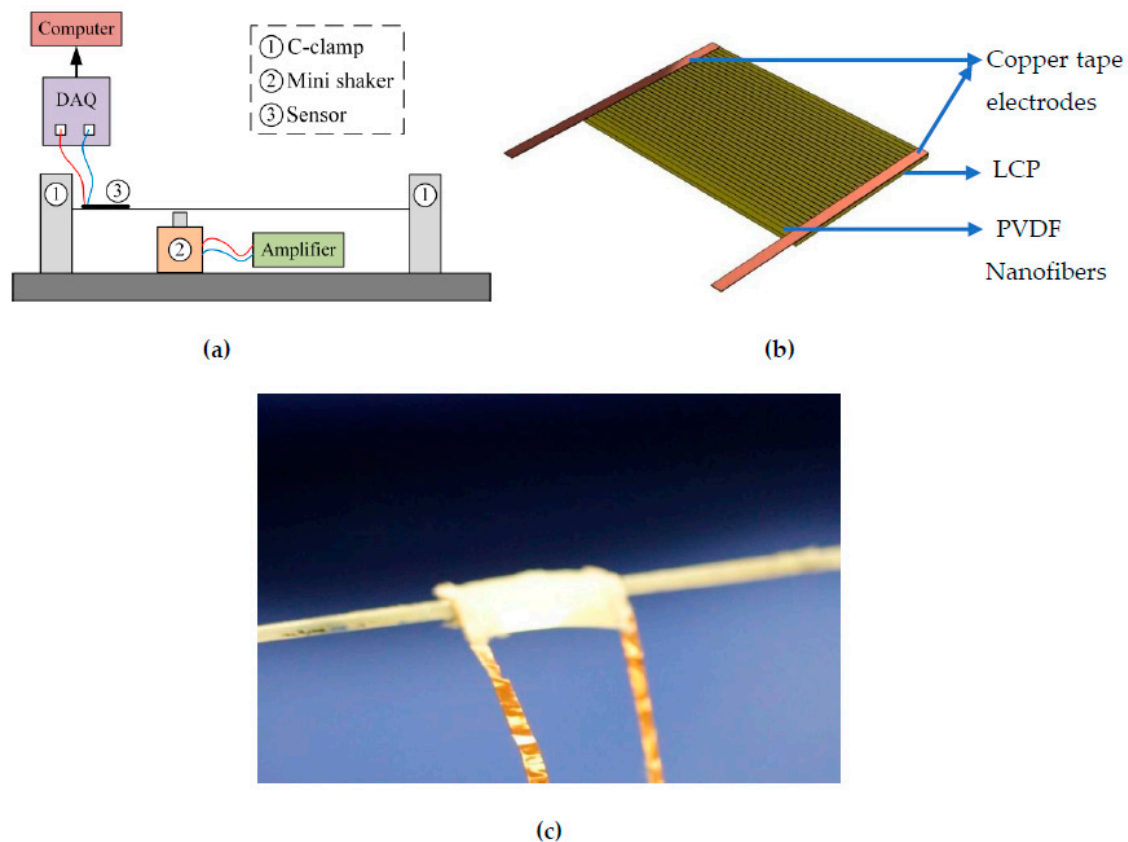 Computer
DAQ
① C-clamp
② Mini shaker
③ Sensor
①
③
①
②
Amplifier
(a)
Copper tape
electrodes
LCP
PVDF
Nanofibers
(b)
(c)